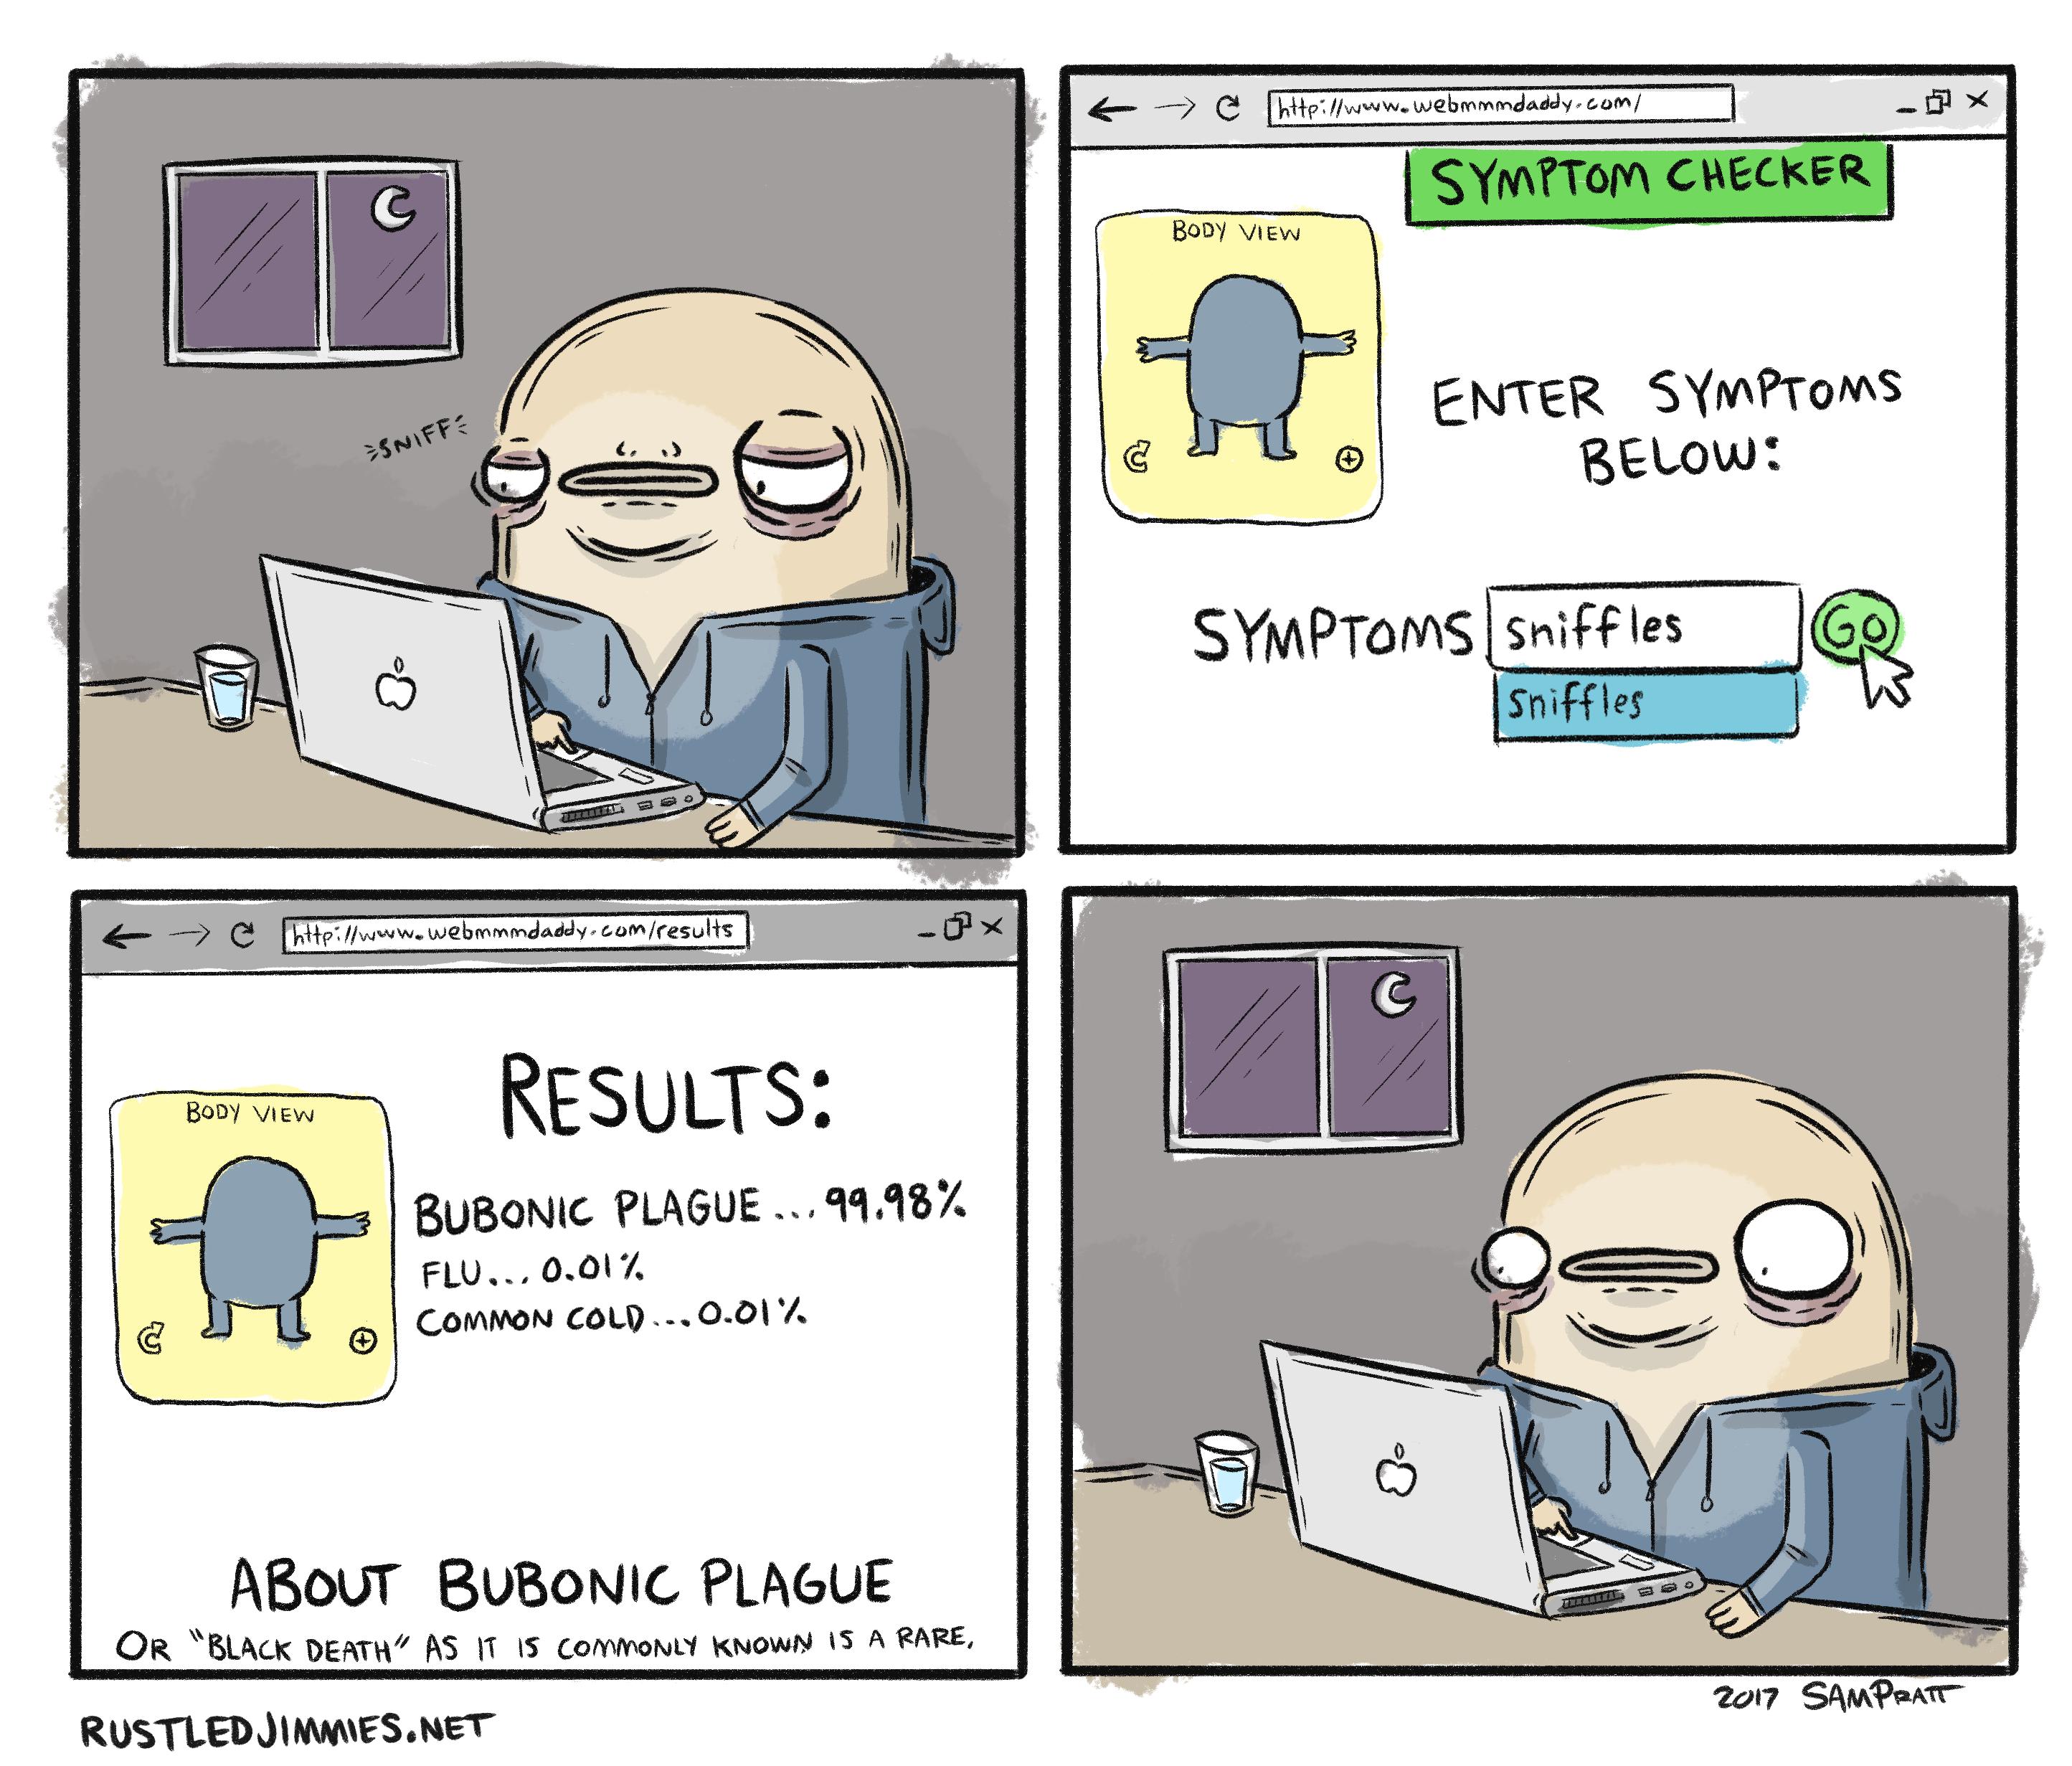 SNIFF
http://www.webmmmdaddy.com/
SYMPTOM CHECKER
BODY VIEW
ENTER SYMPTOMS
BELOW:
SYMPTOMS sniffles GO
sniffles
http://www.webmmmdaddy.com/results
RESULTS:
BODY VIEW
BUBONIC PLAGUE...99.98%
FLU... 0.01%
COMMON COLD...0.01%
ABOUT BUBONIC PLAGUE
OR "BLACK DEATH" AS IT IS COMMONLY KNOWN IS A RARE,
2017 SAMPRATT
RUSTLEDJIMMIES.NET